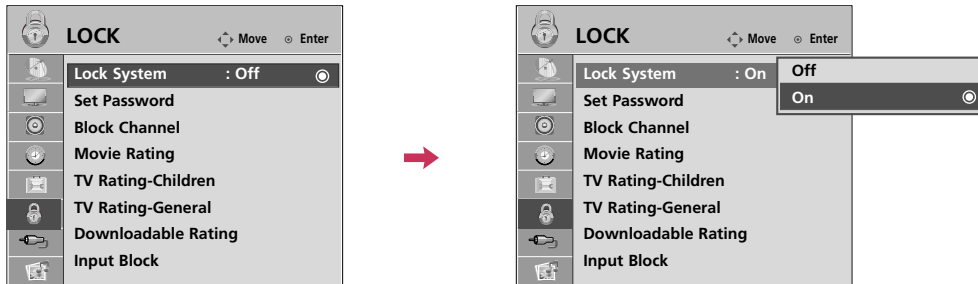 LOCK
Move Enter
Lock System : Off
Set Password
Block Channel
Movie Rating
TV Rating-Children
TV Rating-General
Downloadable Rating
Input Block
LOCK
Move Enter
Lock System : On
Off
On
Set Password
Block Channel
Movie Rating
TV Rating-Children
TV Rating-General
Downloadable Rating
Input Block